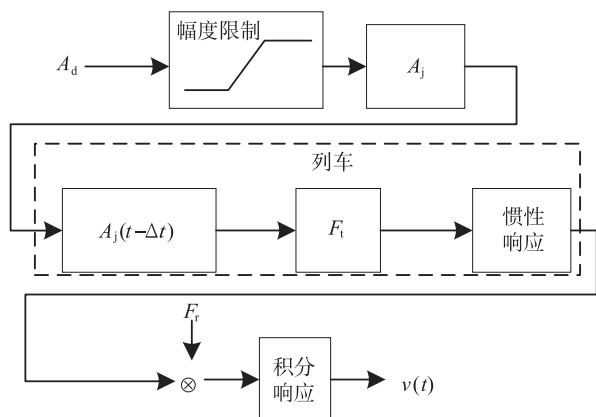 幅度限制
A_d
A_j
列车
A_j(t−Δt)
F_t
惯性
响应
F_r
⊗
积分
响应
v(t)